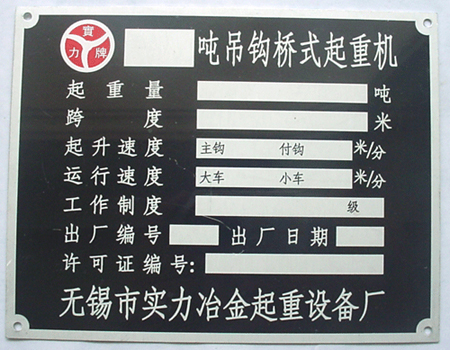 實力牌
吨吊钩桥式起重机
起重量 吨
跨度 米
起升速度 主钩 付钩 米/分
运行速度 大车 小车 米/分
工作制度 级
出厂编号 出厂日期
许可证编号:
无锡市实力冶金起重设备厂